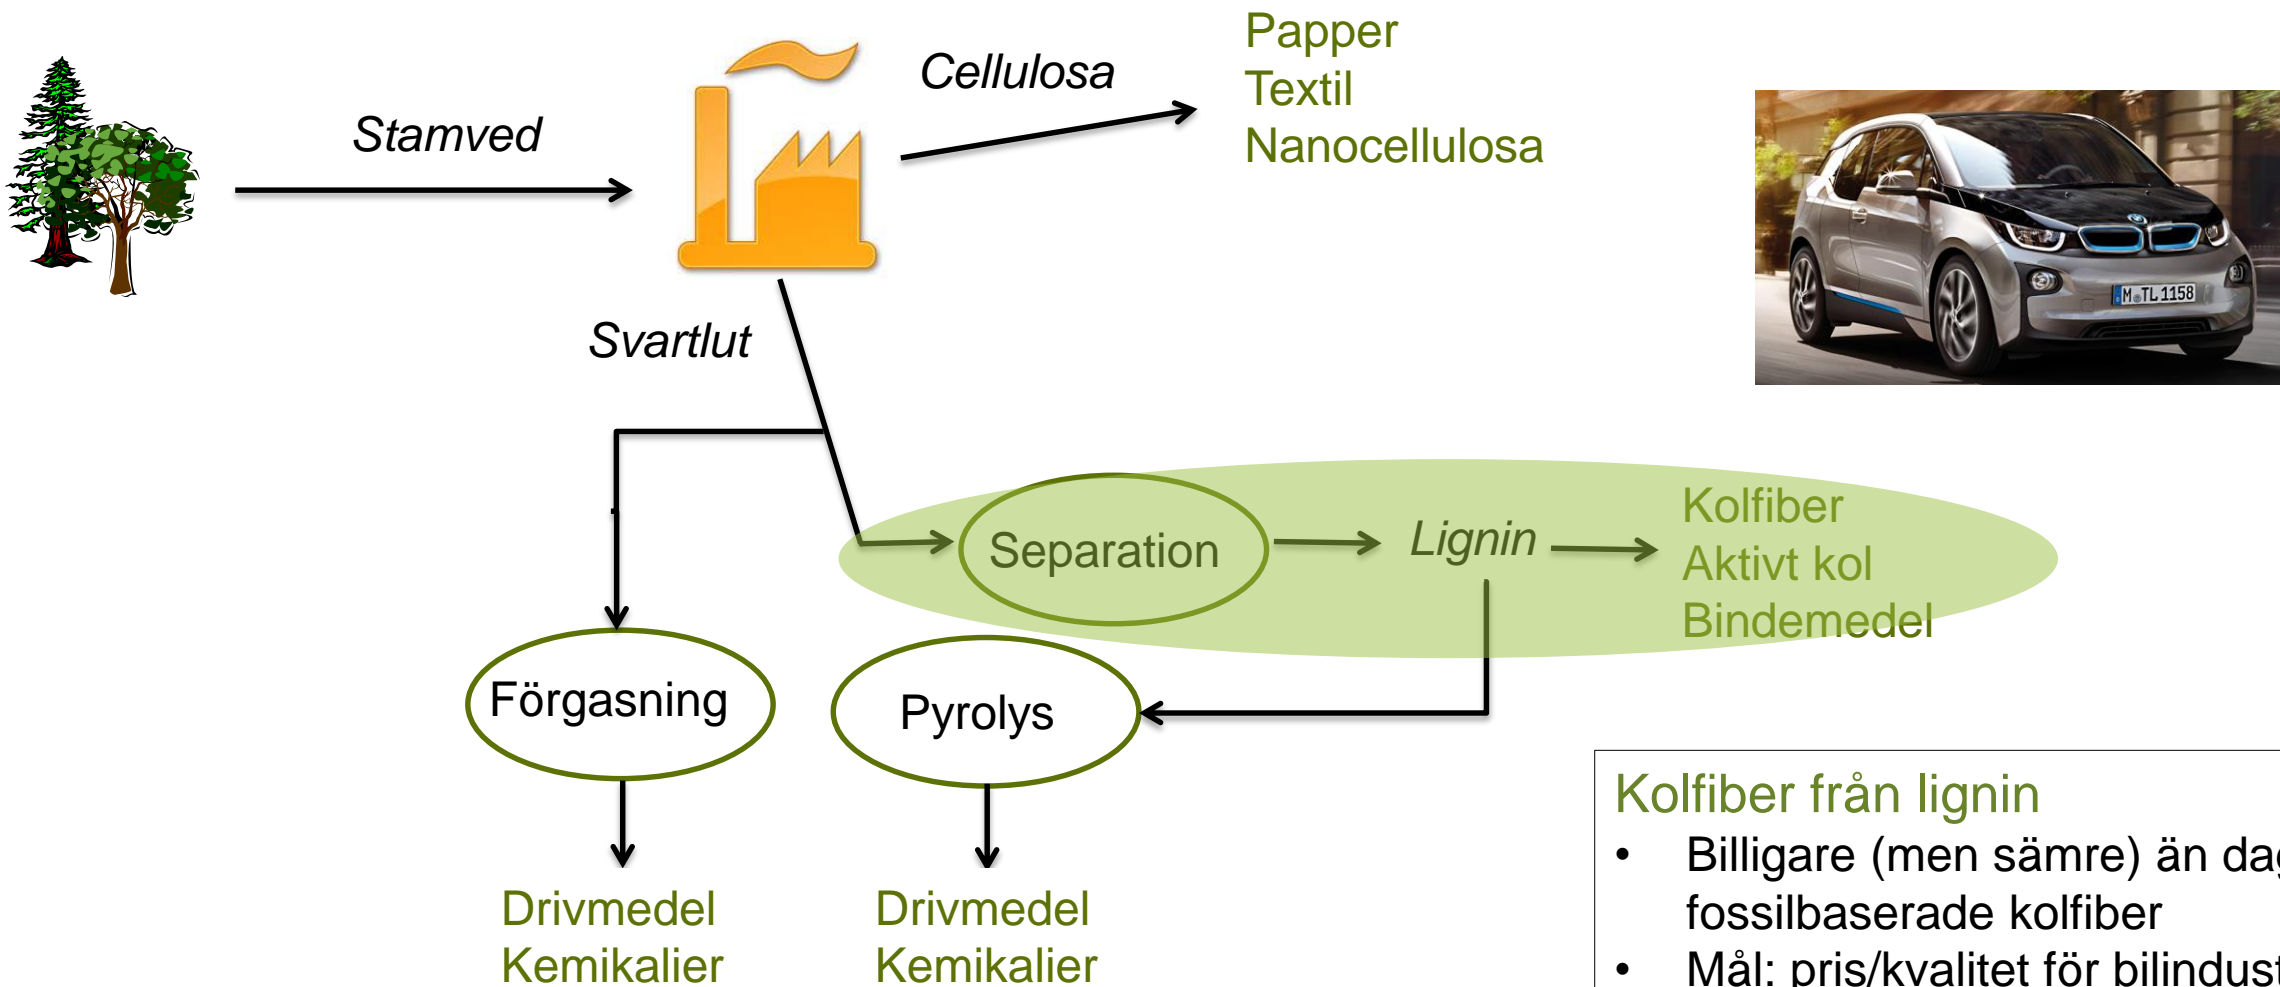 Stamved
Cellulosa
Papper
Textil
Nanocellulosa
M TL 1158
Svartlut
Separation
Lignin
Kolfiber
Aktivt kol
Bindemedel
Förgasning
Pyrolys
Drivmedel
Kemikalier
Drivmedel
Kemikalier
Kolfiber från lignin
• Billigare (men sämre) än
fossilbaserade kolfiber
• Mål: pris/kvalitet för